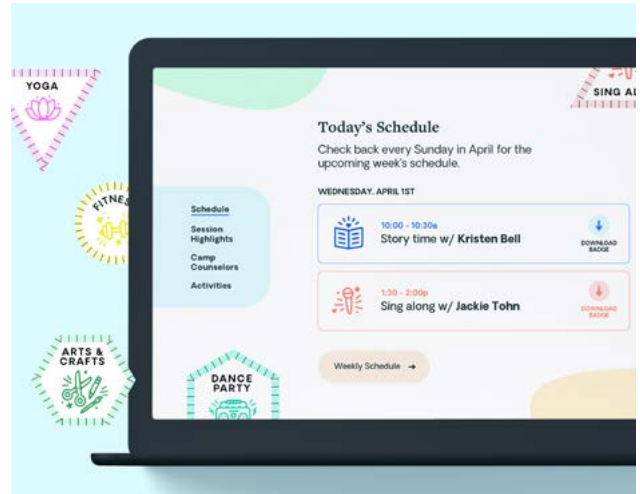 YOGA
SING AL
Today's Schedule
Check back every Sunday in April for the
upcoming week's schedule.
WEDNESDAY, APRIL 1ST
FITNES
Schedule
Session
Highlights
Camp
Counselors
Activities
10:00 - 10:30a
Story time w/ Kristen Bell
DOWNLOAD
BADGE
1:30 - 2:00p
Sing along w/ Jackie Tohn
DOWNLOAD
BADGE
Weekly Schedule →
ARTS &
CRAFTS
DANCE
PARTY